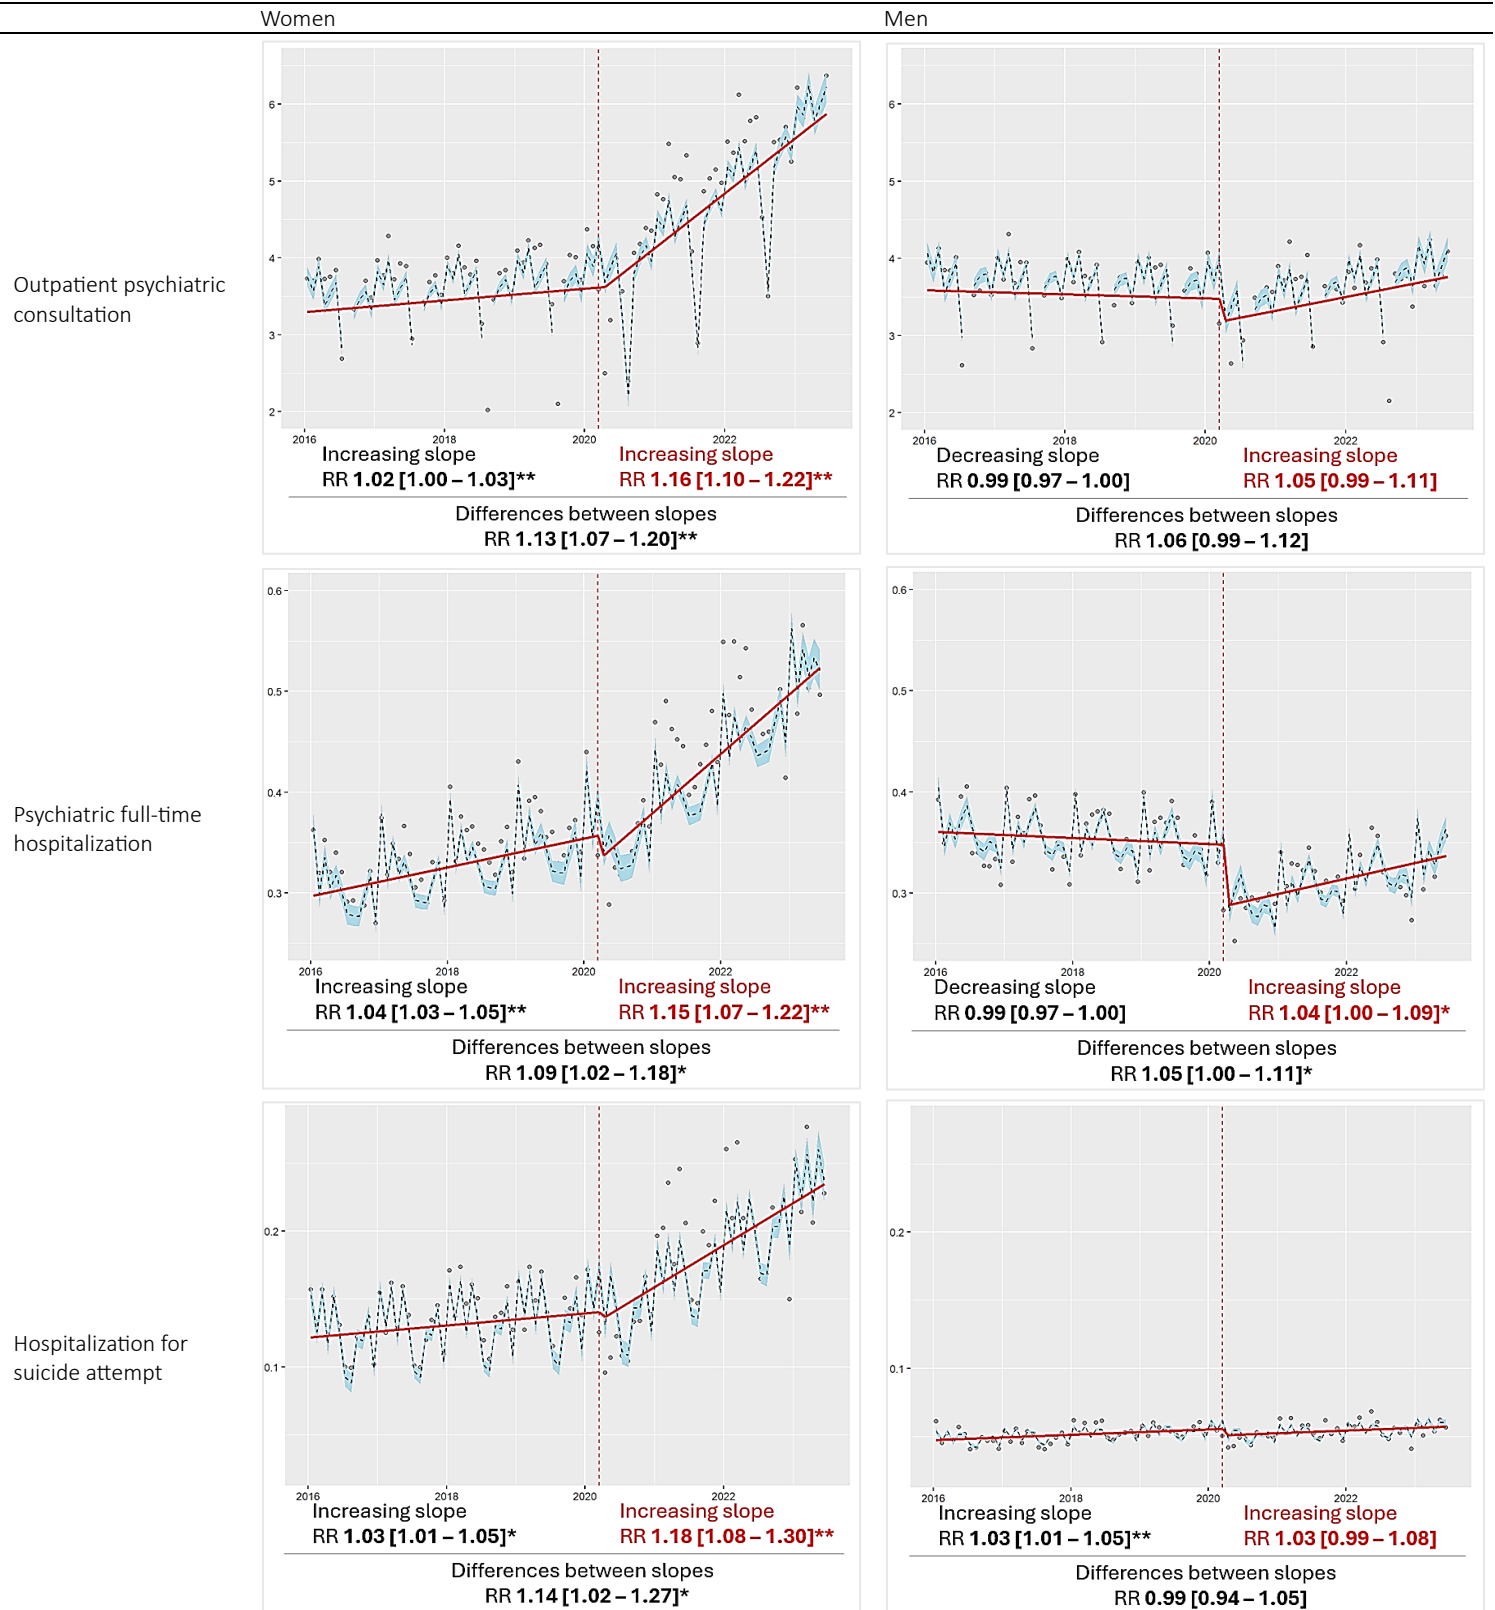 Women Men
Outpatient psychiatric
consultation
6
5
4
3
2
2016 2018 2020 2022
Increasing slope Increasing slope
RR 1.02 [1.00 – 1.03]** RR 1.16 [1.10 – 1.22]**
Differences between slopes
RR 1.13 [1.07 – 1.20]**
6
5
4
3
2
2016 2018 2020 2022
Decreasing slope Increasing slope
RR 0.99 [0.97 – 1.00] RR 1.05 [0.99 – 1.11]
Differences between slopes
RR 1.06 [0.99 – 1.12]
Psychiatric full-time
hospitalization
0.6
0.5
0.4
0.3
2016 2018 2020 2022
Increasing slope Increasing slope
RR 1.04 [1.03 – 1.05]** RR 1.15 [1.07 – 1.22]**
Differences between slopes
RR 1.09 [1.02 – 1.18]*
0.6
0.5
0.4
0.3
2016 2018 2020 2022
Decreasing slope Increasing slope
RR 0.99 [0.97 – 1.00] RR 1.04 [1.00 – 1.09]*
Differences between slopes
RR 1.05 [1.00 – 1.11]*
Hospitalization for
suicide attempt
0.2
0.1
2016 2018 2020 2022
Increasing slope Increasing slope
RR 1.03 [1.01 – 1.05]* RR 1.18 [1.08 – 1.30]**
Differences between slopes
RR 1.14 [1.02 – 1.27]*
0.2
0.1
2016 2018 2020 2022
Increasing slope Increasing slope
RR 1.03 [1.01 – 1.05]** RR 1.03 [0.99 – 1.08]
Differences between slopes
RR 0.99 [0.94 – 1.05]